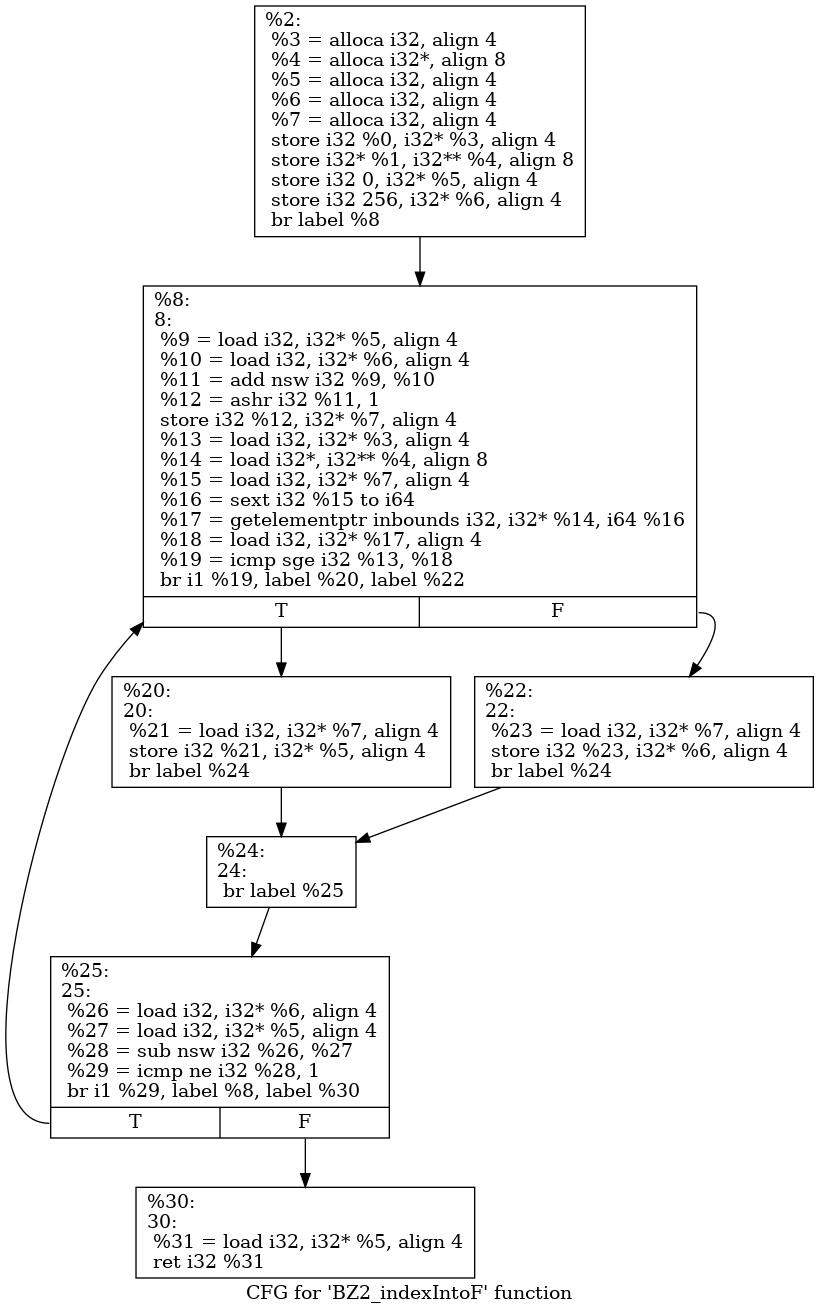 %2:
%3 = alloca i32, align 4
%4 = alloca i32*, align 8
%5 = alloca i32, align 4
%6 = alloca i32, align 4
%7 = alloca i32, align 4
store i32 %0, i32* %3, align 4
store i32* %1, i32** %4, align 8
store i32 0, i32* %5, align 4
store i32 256, i32* %6, align 4
br label %8
%8:
8:
%9 = load i32, i32* %5, align 4
%10 = load i32, i32* %6, align 4
%11 = add nsw i32 %9, %10
%12 = ashr i32 %11, 1
store i32 %12, i32* %7, align 4
%13 = load i32, i32* %3, align 4
%14 = load i32*, i32** %4, align 8
%15 = load i32, i32* %7, align 4
%16 = sext i32 %15 to i64
%17 = getelementptr inbounds i32, i32* %14, i64 %16
%18 = load i32, i32* %17, align 4
%19 = icmp sge i32 %13, %18
br i1 %19, label %20, label %22
T F
%20:
20:
%21 = load i32, i32* %7, align 4
store i32 %21, i32* %5, align 4
br label %24
%22:
22:
%23 = load i32, i32* %7, align 4
store i32 %23, i32* %6, align 4
br label %24
%24:
24:
br label %25
%25:
25:
%26 = load i32, i32* %6, align 4
%27 = load i32, i32* %5, align 4
%28 = sub nsw i32 %26, %27
%29 = icmp ne i32 %28, 1
br i1 %29, label %8, label %30
T F
%30:
30:
%31 = load i32, i32* %5, align 4
ret i32 %31
CFG for 'BZ2_indexIntoF' function